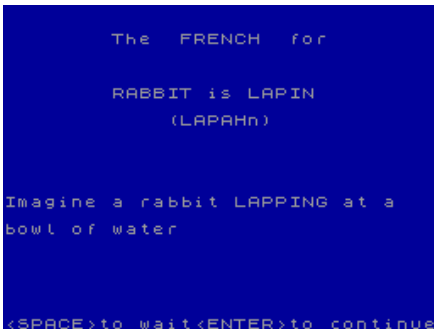 The FRENCH for
RABBIT is LAPIN
(LAPAHn)
Imagine a rabbit LAPPING at a
bowl of water
<SPACE>to wait<ENTER>to continue